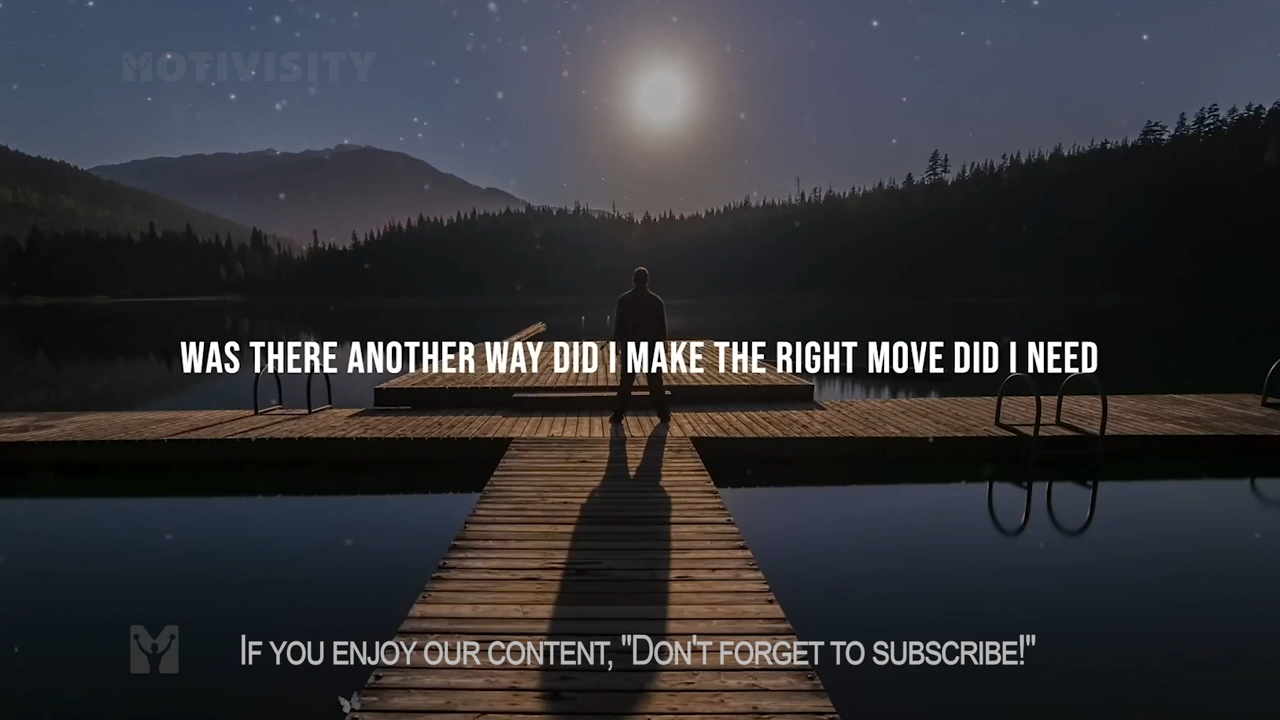 MOTIVISITY
WAS THERE ANOTHER WAY DID I MAKE THE RIGHT MOVE DID I NEED
IF YOU ENJOY OUR CONTENT, "DON'T FORGET TO SUBSCRIBE!"